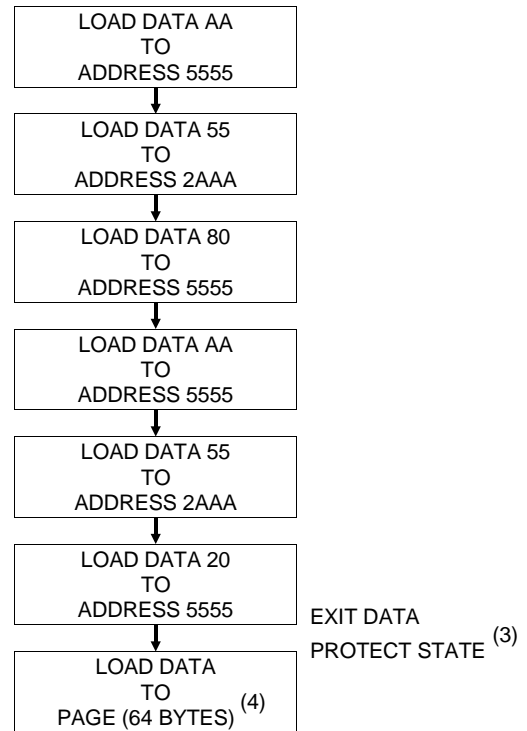 LOAD DATA AA
TO
ADDRESS 5555
LOAD DATA 55
TO
ADDRESS 2AAA
LOAD DATA 80
TO
ADDRESS 5555
LOAD DATA AA
TO
ADDRESS 5555
LOAD DATA 55
TO
ADDRESS 2AAA
LOAD DATA 20
TO
ADDRESS 5555
EXIT DATA
PROTECT STATE (3)
LOAD DATA
TO
PAGE (64 BYTES) (4)